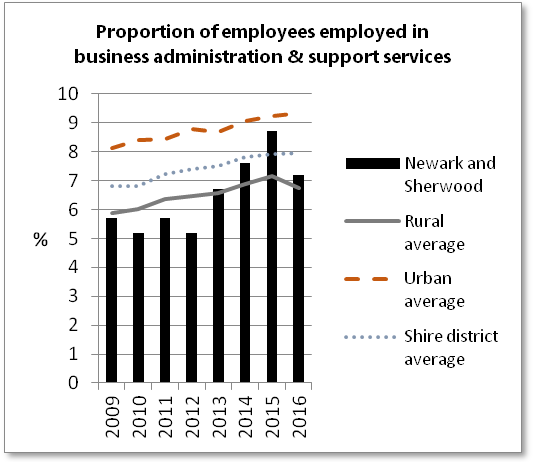 Proportion of employees employed in
business administration & support services
10
9
8
7
6
5
4
3
2
1
0
%
2009
2010
2011
2012
2013
2014
2015
2016
Newark and
Sherwood
Rural
average
Urban
average
Shire district
average